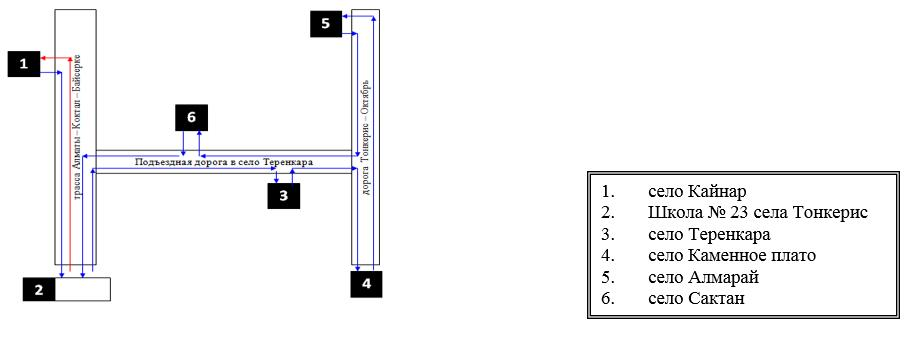 5
1
трасса Алматы – Коктал – Байсерке
дорога Тонкерис – Октябрь
6
Подъездная дорога в село Теренкара
3
2
4
1. село Кайнар
2. Школа № 23 села Тонкерис
3. село Теренкара
4. село Каменное плато
5. село Алмарай
6. село Сактан